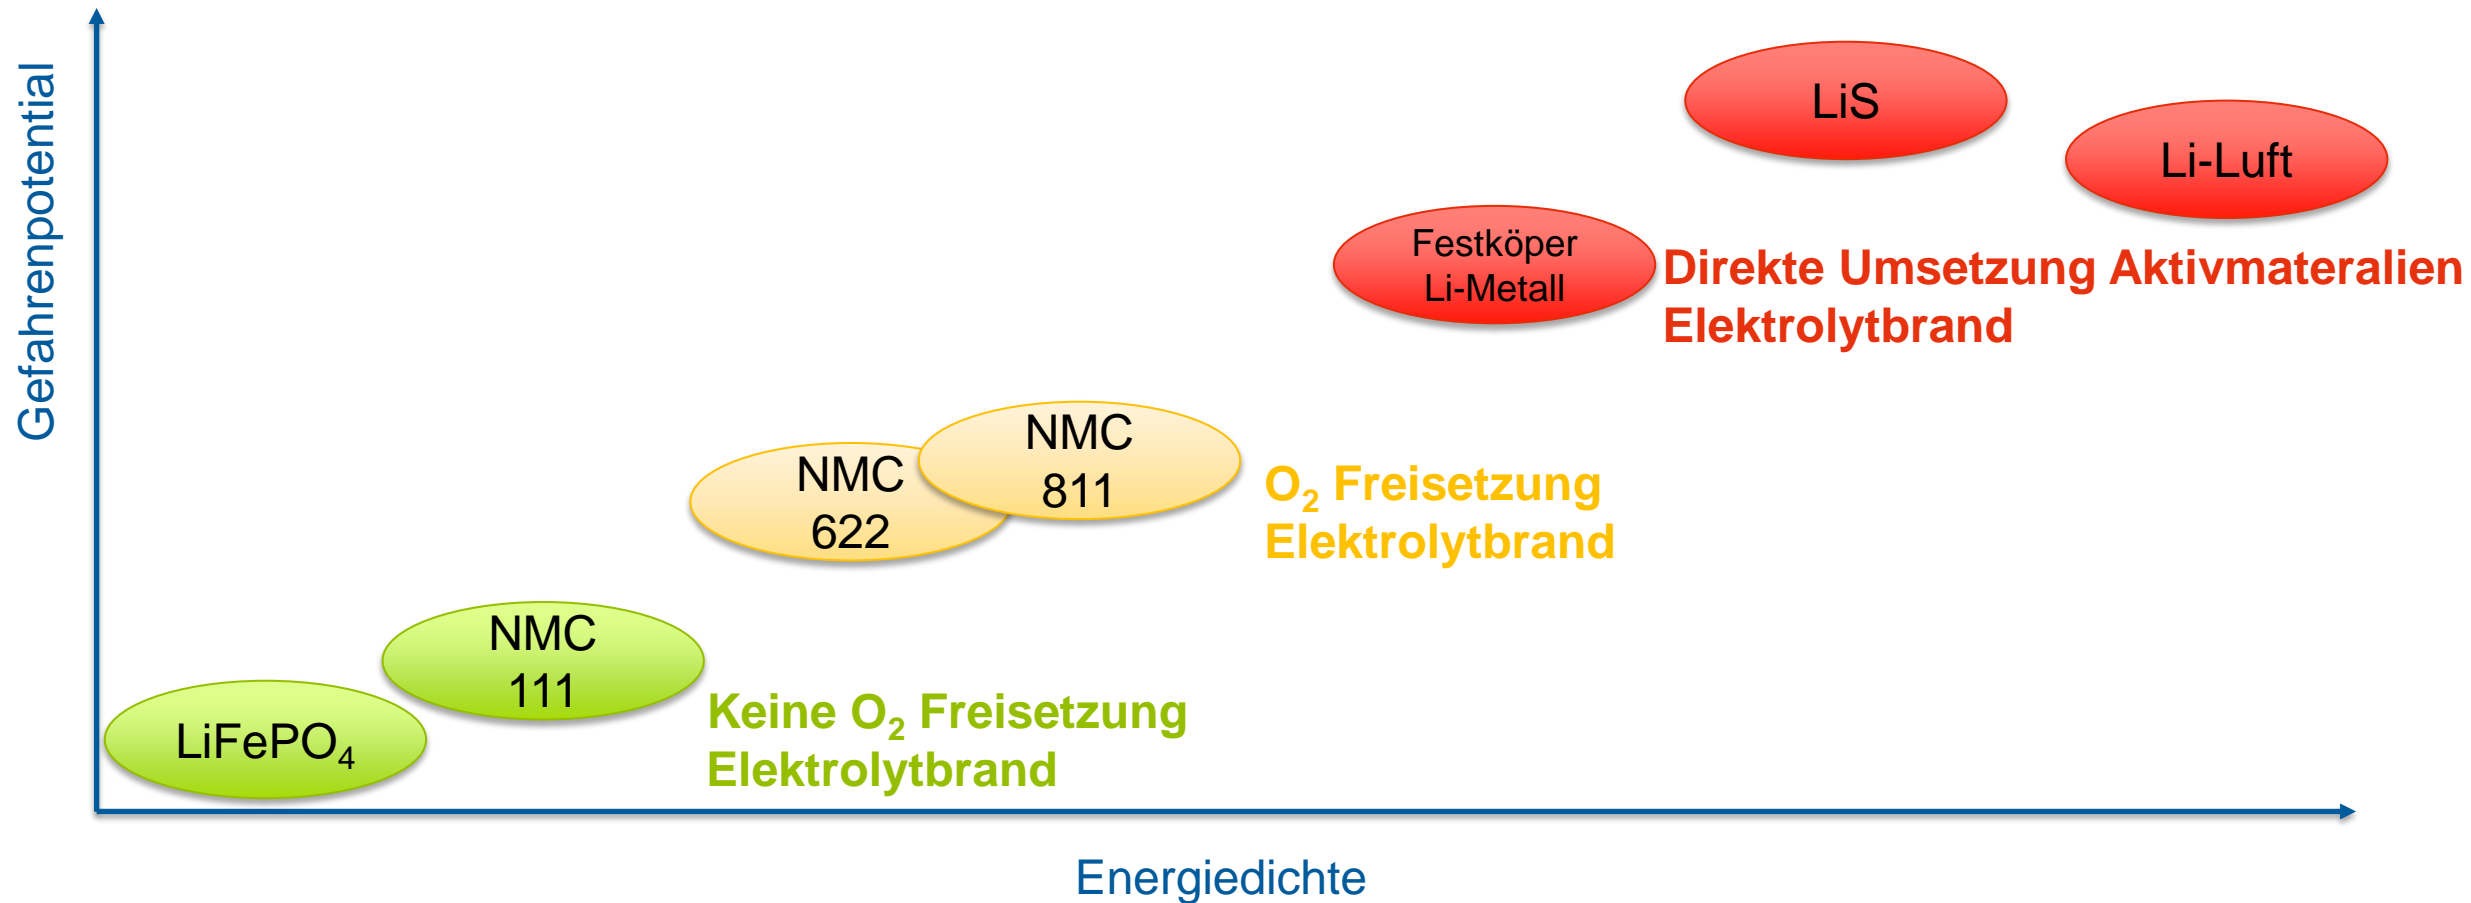 Gefahrenpotential
LiS
Li-Luft
Festköper
Li-Metall
Direkte Umsetzung Aktivmateralien
Elektrolytbrand
NMC
811
NMC
622
O₂ Freisetzung
Elektrolytbrand
NMC
111
LiFePO₄
Keine O₂ Freisetzung
Elektrolytbrand
Energiedichte